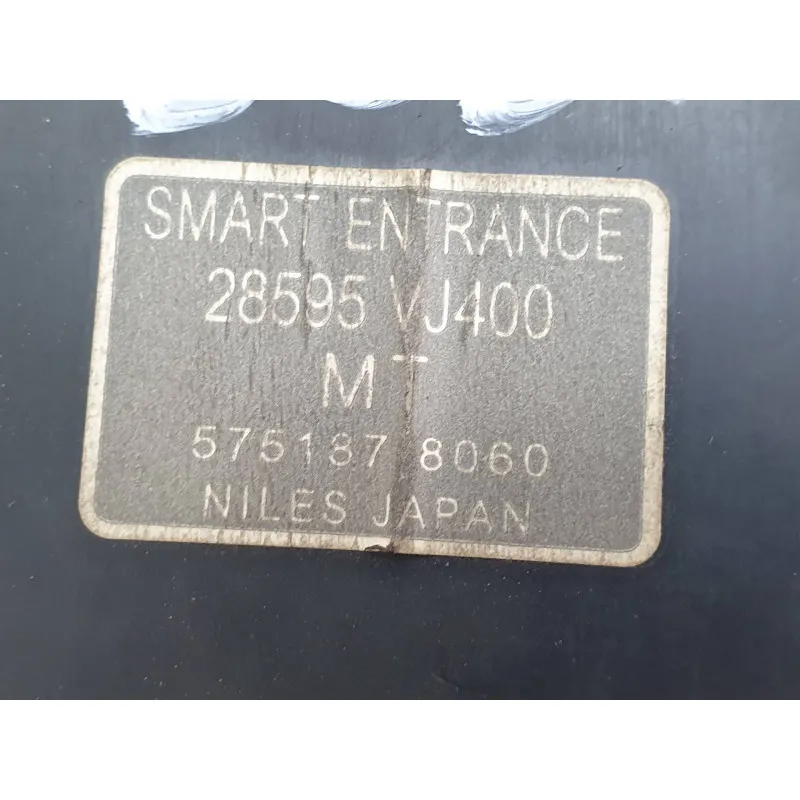 SMART ENTRANCE
28595 VJ400
MT
575187 8060
NILES JAPAN